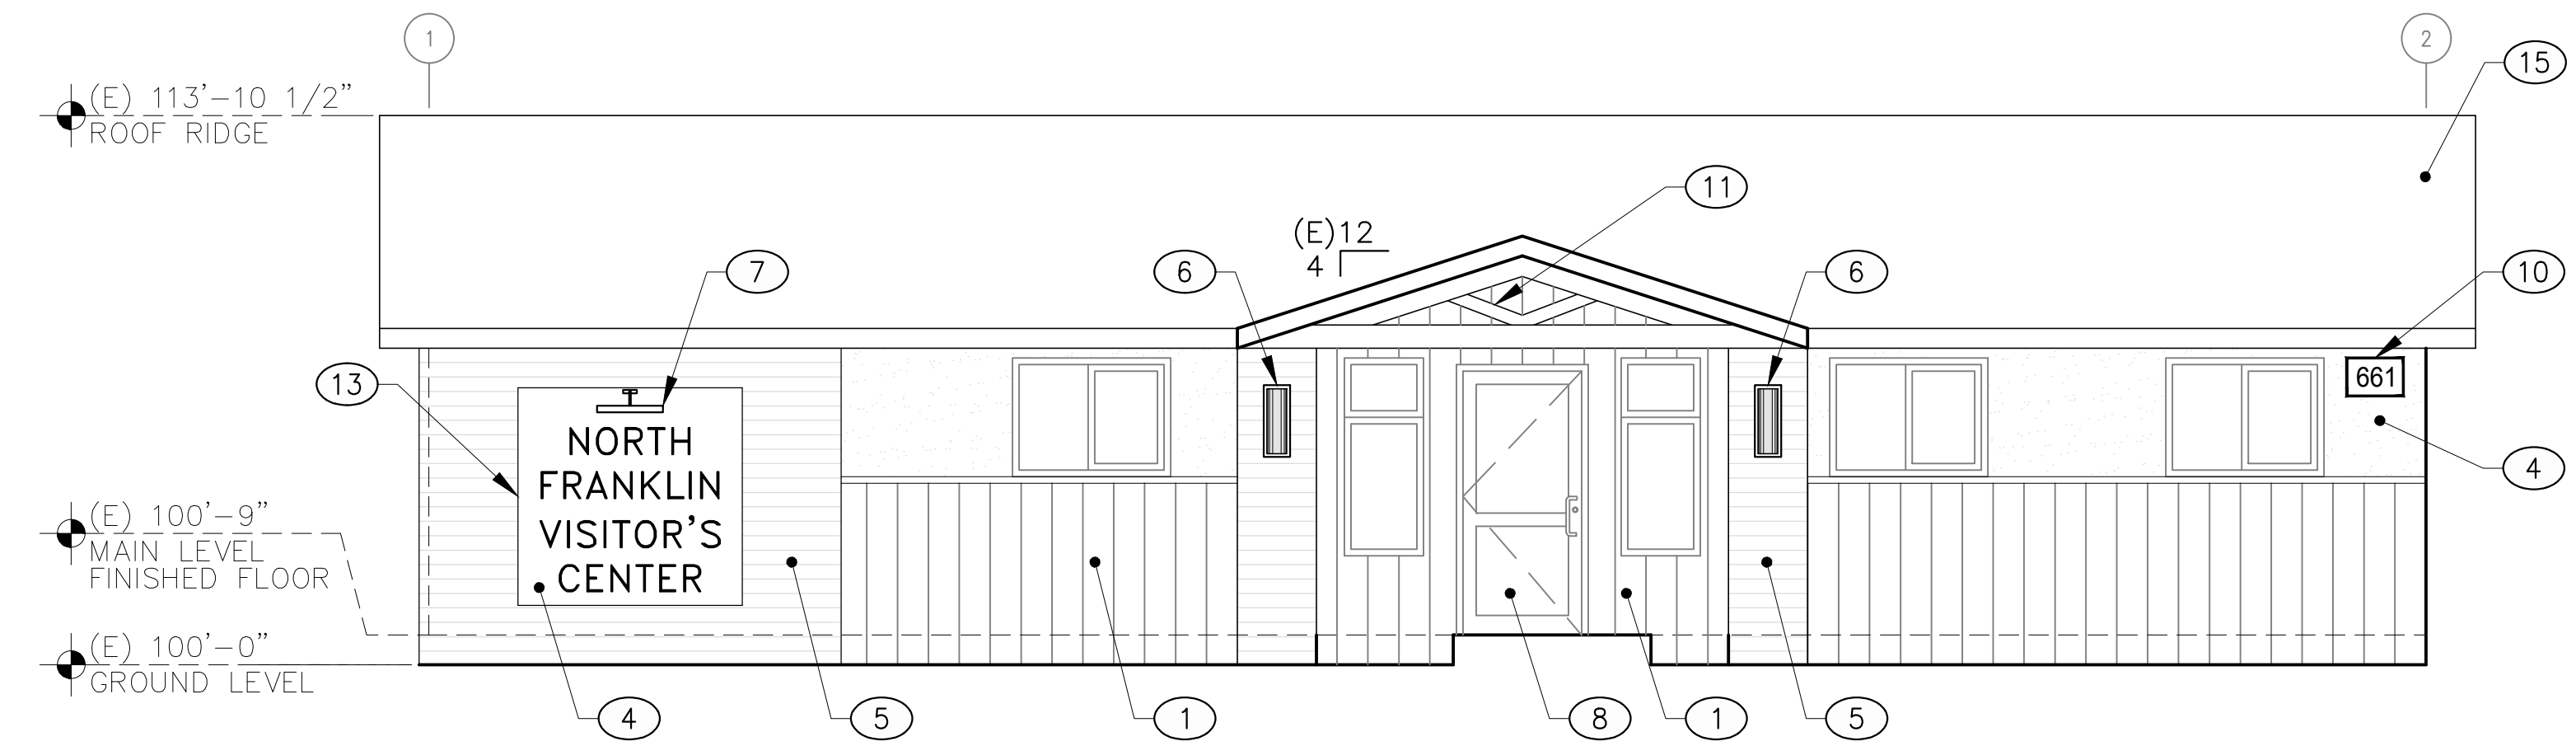 1
2
15
(E) 113'-10 1/2"
ROOF RIDGE
11
(E)12
4
7
6
6
10
13
661
NORTH
FRANKLIN
VISITOR'S
CENTER
4
(E) 100'-9"
MAIN LEVEL
FINISHED FLOOR
(E) 100'-0"
GROUND LEVEL
4
5
1
8
1
5